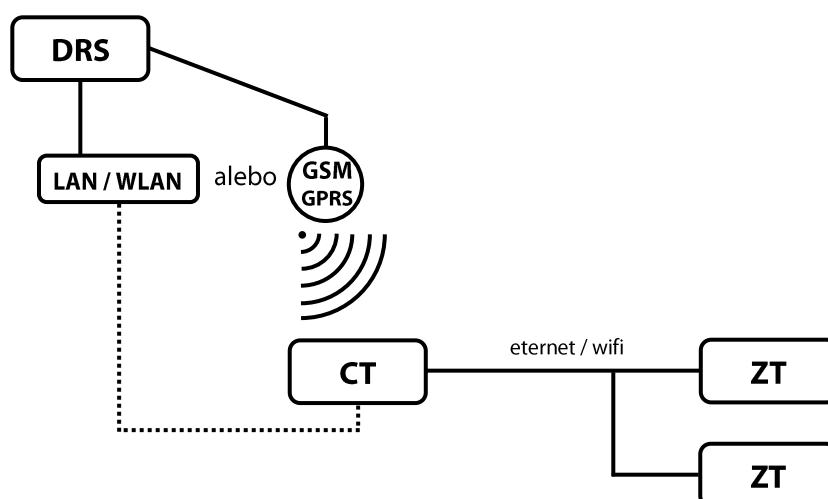 DRS
LAN / WLAN
alebo
GSM
GPRS
CT
eternet / wifi
ZT
ZT